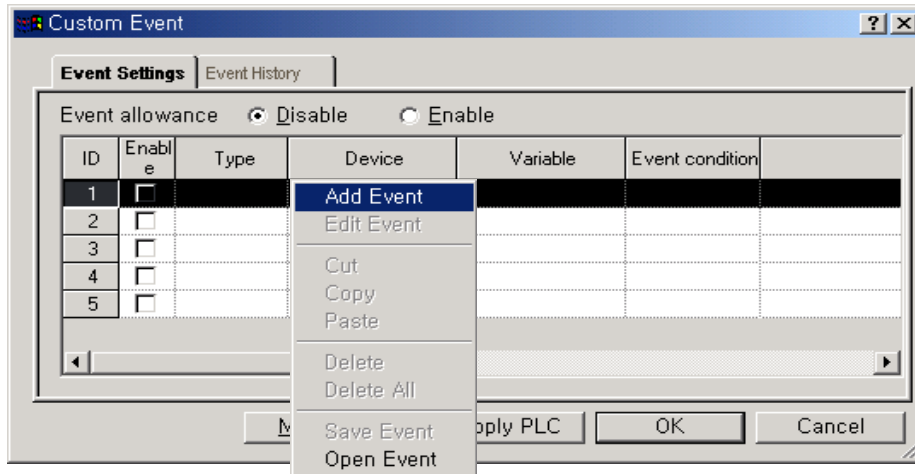 Custom Event
Event Settings Event History
Event allowance Disable Enable
ID Enable Type Device Variable Event condition
1
2
3
4
5
Add Event
Edit Event
Cut
Copy
Paste
Delete
Delete All
Save Event
Open Event
PLC OK Cancel